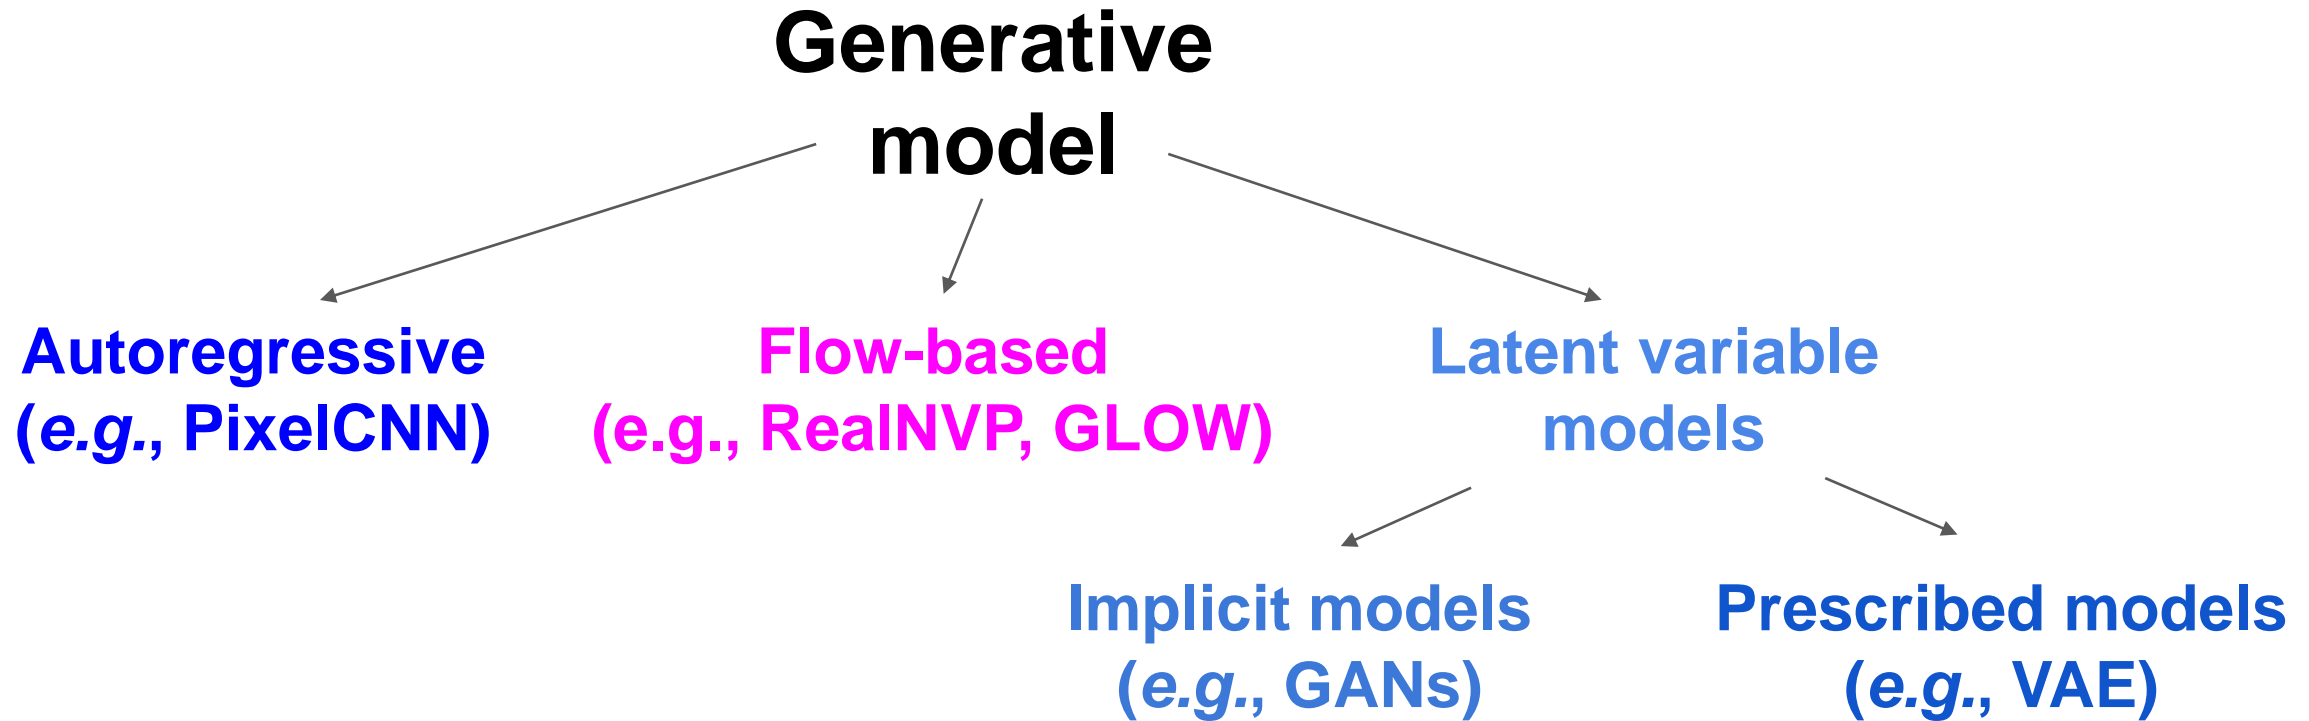 Generative
model
Autoregressive
(e.g., PixelCNN)
Flow-based
(e.g., RealNVP, GLOW)
Latent variable
models
Implicit models
(e.g., GANs)
Prescribed models
(e.g., VAE)